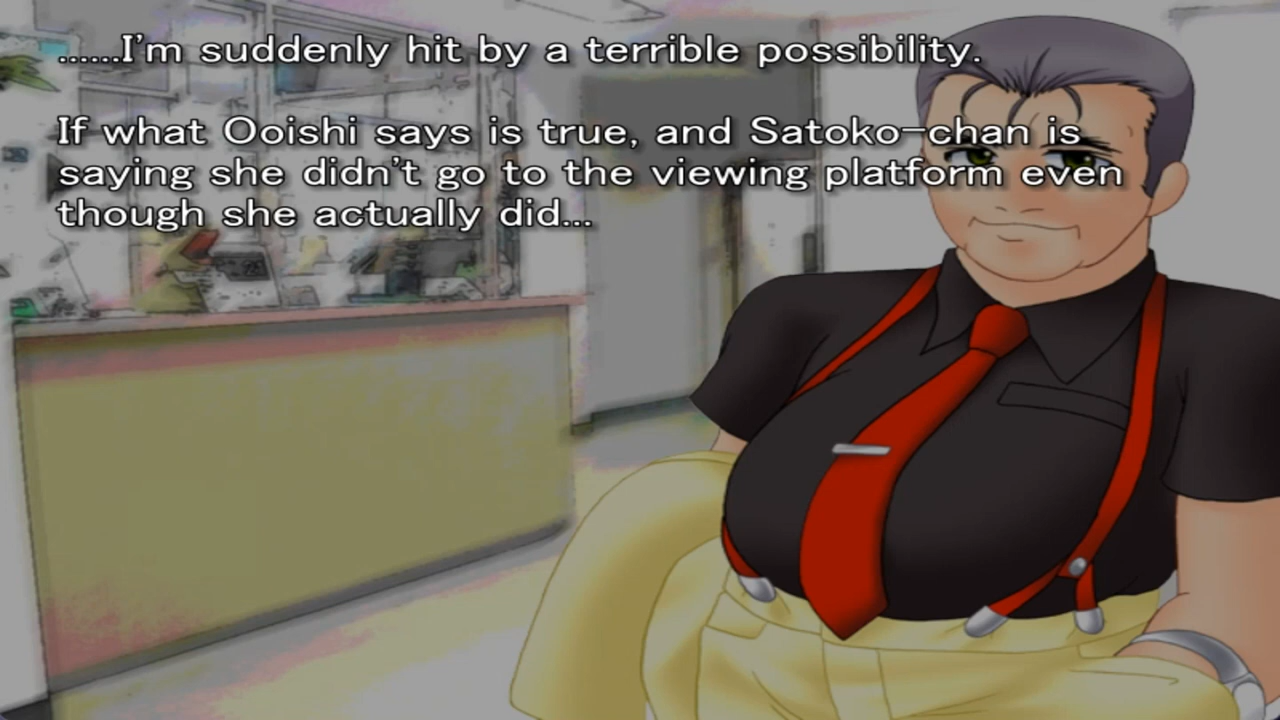 ......I'm suddenly hit by a terrible possibility.
If what Ooishi says is true, and Satoko-chan is
saying she didn't go to the viewing platform even
though she actually did...